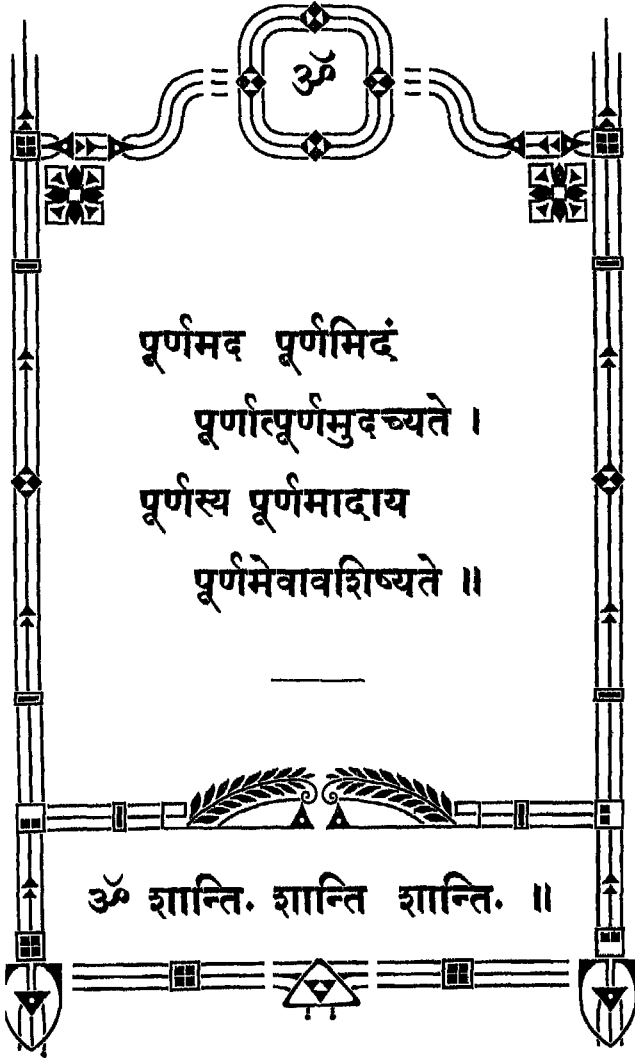 ॐ
पूर्णमद पूर्णमिदं
पूर्णात्पूर्णमुदच्यते ।
पूर्णस्य पूर्णमादाय
पूर्णमेवावशिष्यते ॥
ॐ शान्ति. शान्ति शान्ति. ॥